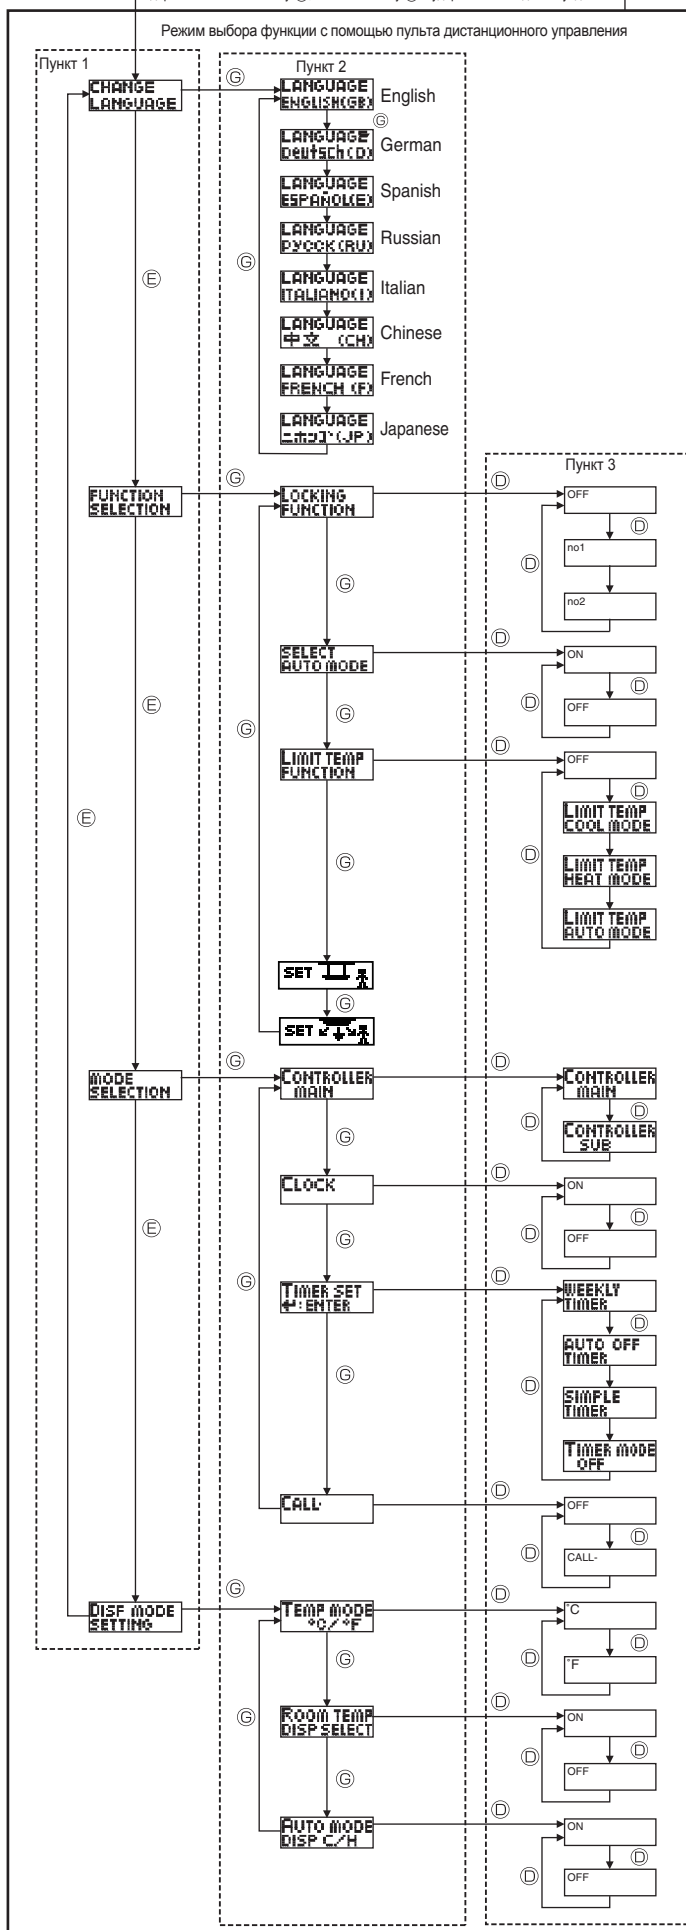 Режим выбора функции с помощью пульта дистанционного управления
Пункт 1
Пункт 2
CHANGE
LANGUAGE
G
LANGUAGE
ENGLISH(GB)
English
G
LANGUAGE
Deutsch(D)
German
LANGUAGE
ESPAÑOL(E)
Spanish
LANGUAGE
РУССК(RU)
Russian
G
E
LANGUAGE
ITALIANO(I)
Italian
LANGUAGE
中文 (CH)
Chinese
LANGUAGE
FRENCH (F)
French
LANGUAGE
ニホンゴ(JP)
Japanese
Пункт 3
FUNCTION
SELECTION
G
LOCKING
FUNCTION
D
OFF
D
no1
D
G
no2
SELECT
AUTO MODE
D
ON
D
D
OFF
E
G
G
LIMIT TEMP
FUNCTION
D
OFF
D
LIMIT TEMP
COOL MODE
E
D
G
LIMIT TEMP
HEAT MODE
LIMIT TEMP
AUTO MODE
SET
G
SET
MODE
SELECTION
G
CONTROLLER
MAIN
D
CONTROLLER
MAIN
D
D
CONTROLLER
SUB
G
CLOCK
D
ON
D
D
OFF
E
G
G
TIMER SET
↵:ENTER
D
WEEKLY
TIMER
D
AUTO OFF
TIMER
G
D
SIMPLE
TIMER
TIMER MODE
OFF
CALL-
D
OFF
D
D
CALL-
DISP MODE
SETTING
G
TEMP MODE
°C/°F
D
°C
D
D
°F
G
G
ROOM TEMP
DISP SELECT
D
ON
D
D
OFF
G
AUTO MODE
DISP C/H
D
ON
D
D
OFF